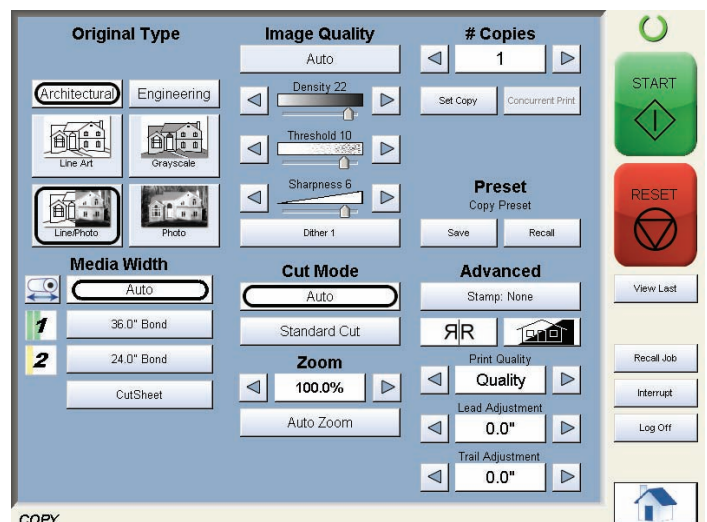 Original Type
Architectural
Engineering
Line Art
Grayscale
Line/Photo
Photo
Media Width
Auto
1
36.0" Bond
2
24.0" Bond
CutSheet
Image Quality
Auto
Density 22
Threshold 10
Sharpness 6
Dither 1
Cut Mode
Auto
Standard Cut
Zoom
100.0%
Auto Zoom
# Copies
1
Set Copy
Concurrent Print
Preset
Copy Preset
Save
Recall
Advanced
Stamp: None
ЯR
Print Quality
Quality
Lead Adjustment
0.0"
Trail Adjustment
0.0"
START
RESET
View Last
Recall Job
Interrupt
Log Off
COPY